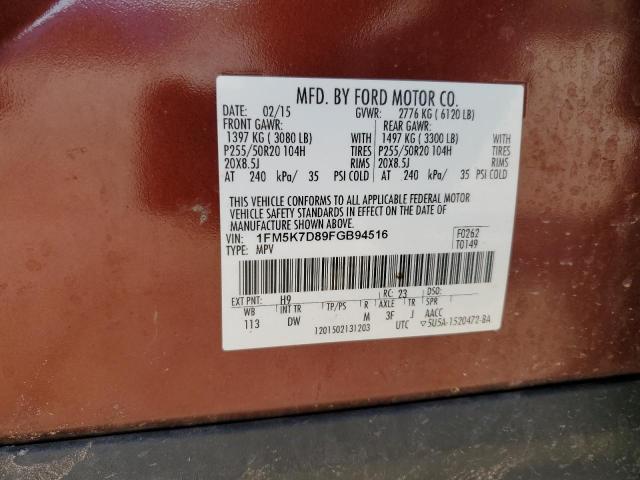 MFD. BY FORD MOTOR CO.
DATE: 02/15 GVWR: 2776 KG ( 6120 LB)
FRONT GAWR: REAR GAWR:
1397 KG ( 3080 LB) WITH 1497 KG ( 3300 LB) WITH
P255/50R20 104H TIRES P255/50R20 104H TIRES
20X8.5J RIMS 20X8.5J RIMS
AT 240 kPa/ 35 PSI COLD AT 240 kPa/ 35 PSI COLD
THIS VEHICLE CONFORMS TO ALL APPLICABLE FEDERAL MOTOR
VEHICLE SAFETY STANDARDS IN EFFECT ON THE DATE OF
MANUFACTURE SHOWN ABOVE.
VIN: 1FM5K7D89FGB94516 F0262
TYPE: MPV T0149
EXT PNT: H9 RC: 23 DSO:
WB INT TR TP/PS R AXLE TR SPR
113 DW M 3F J AACC
1201502131203 UTC ▽5U5A-1520472-BA